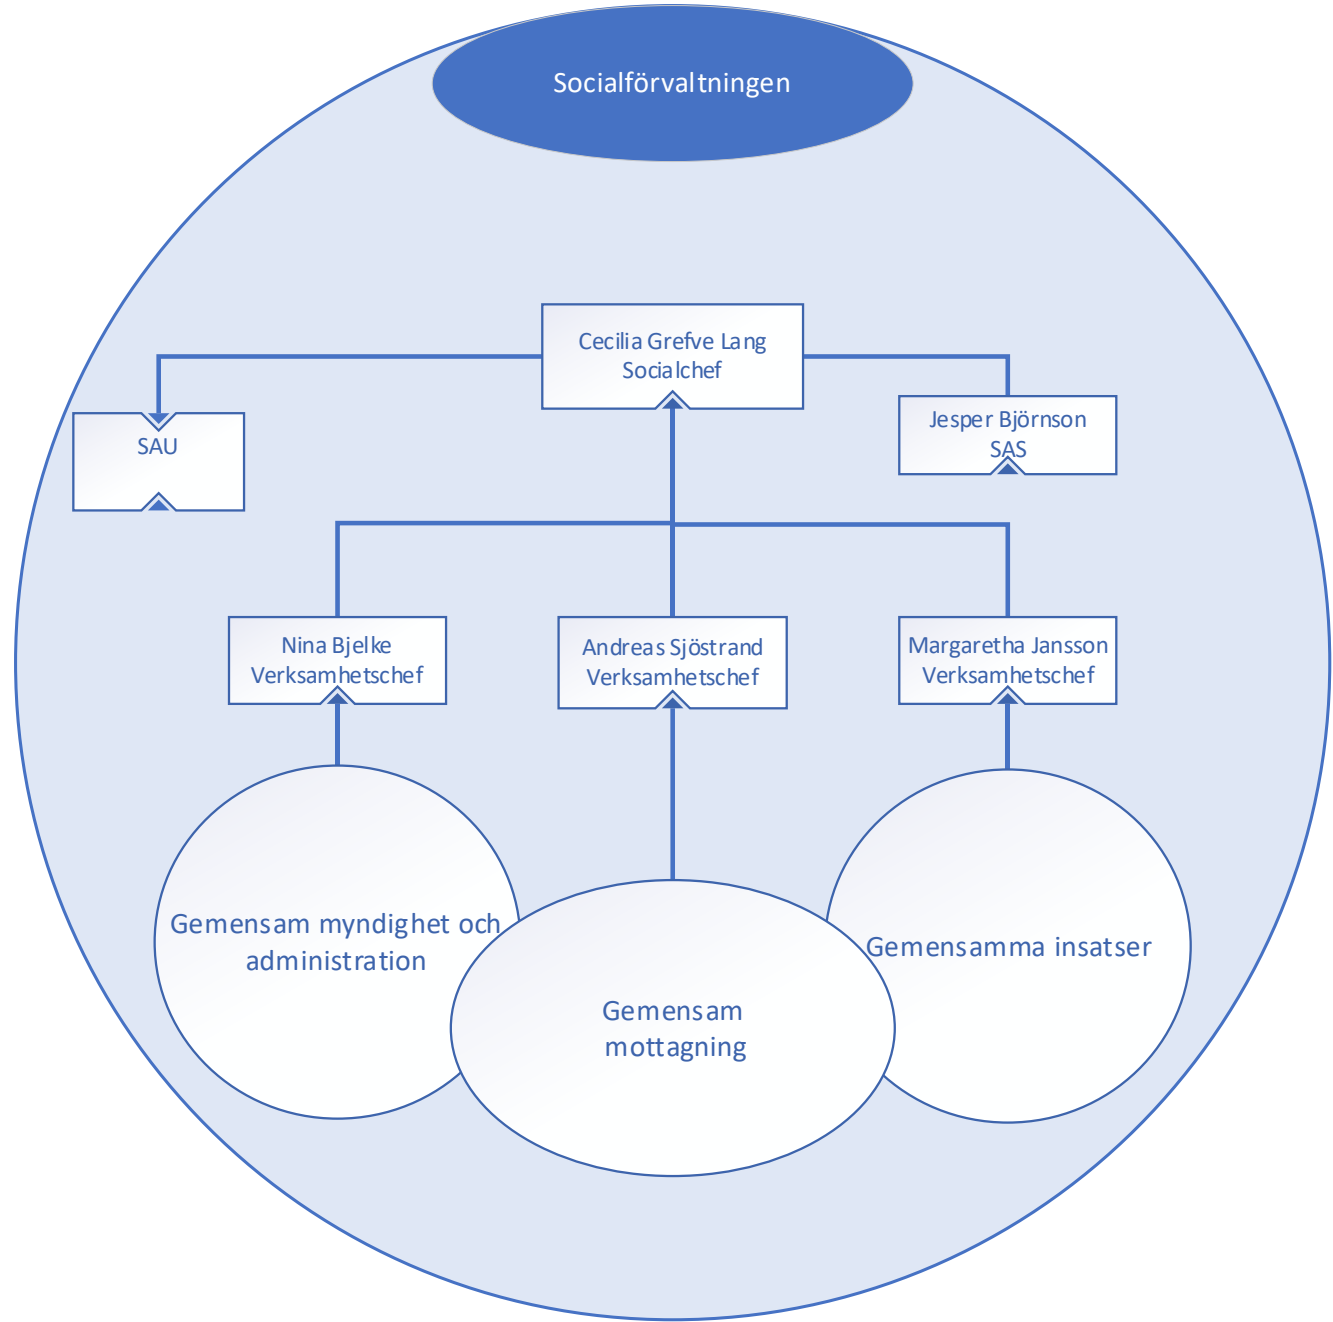 Socialförvaltningen
Cecilia Grefve Lang
Socialchef
SAU
Jesper Björnson
SAS
Nina Bjelke
Verksamhetschef
Andreas Sjöstrand
Verksamhetschef
Margaretha Jansson
Verksamhetschef
Gemensam myndighet och
administration
Gemensam
mottagning
Gemensamma insatser